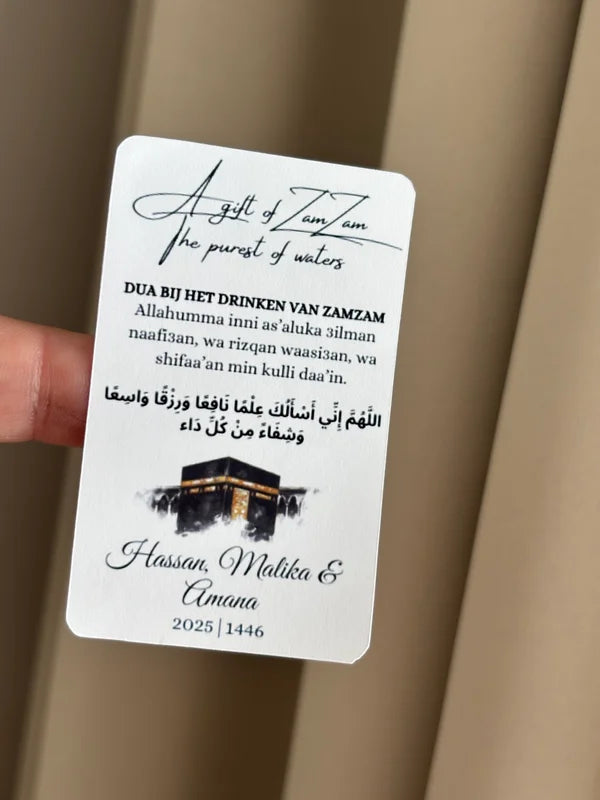 A gift of ZamZam
The purest of waters
DUA BIJ HET DRINKEN VAN ZAMZAM
Allahumma inni as'aluka 3ilman
naafi3an, wa rizqan waasi3an, wa
shifaa'an min kulli daa'in.
اللَّهُمَّ إِنِّي أَسْأَلُكَ عِلْمًا نَافِعًا وَرِزْقًا وَاسِعًا
وَشِفَاءً مِنْ كُلِّ دَاء
Hassan, Malika &
Amana
2025 | 1446